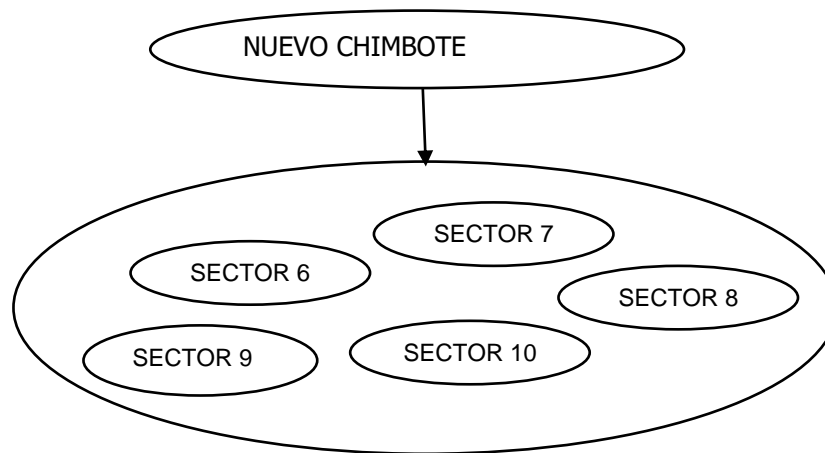 NUEVO CHIMBOTE
SECTOR 7
SECTOR 6
SECTOR 8
SECTOR 9
SECTOR 10